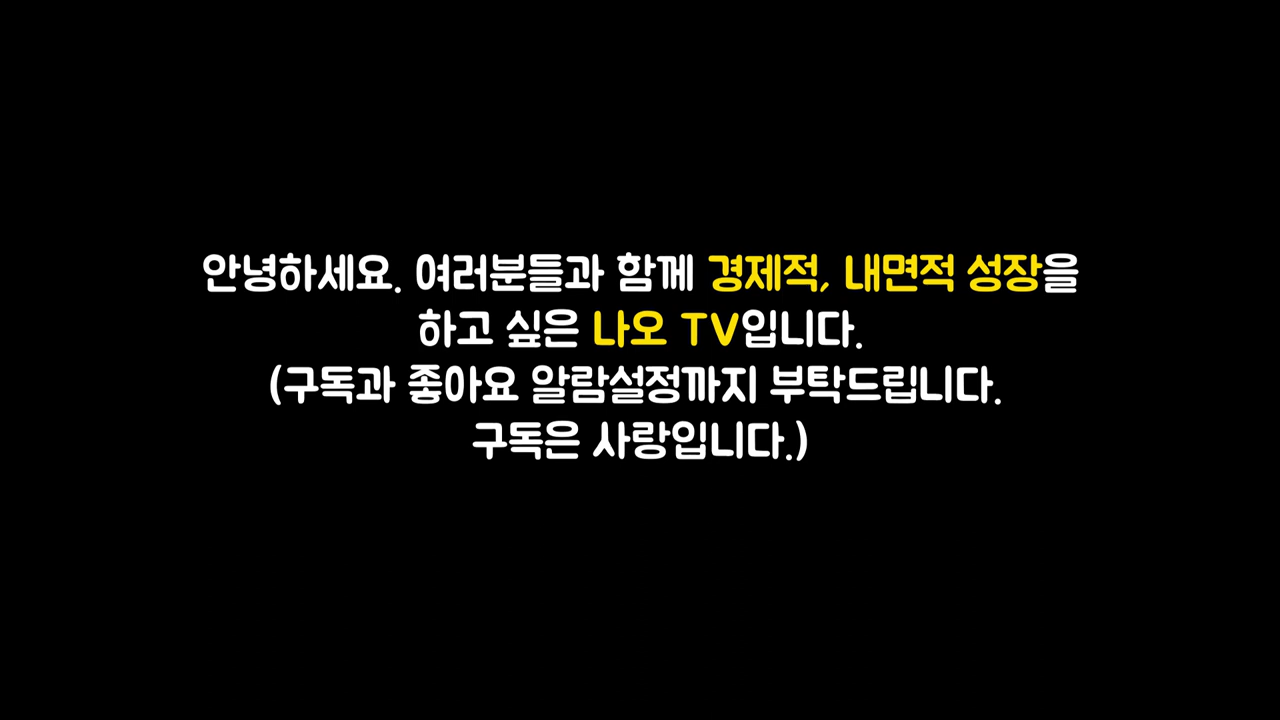 안녕하세요. 여러분들과 함께 경제적, 내면적 성장을
하고 싶은 나오 TV입니다.
(구독과 좋아요 알람설정까지 부탁드립니다.
구독은 사랑입니다.)